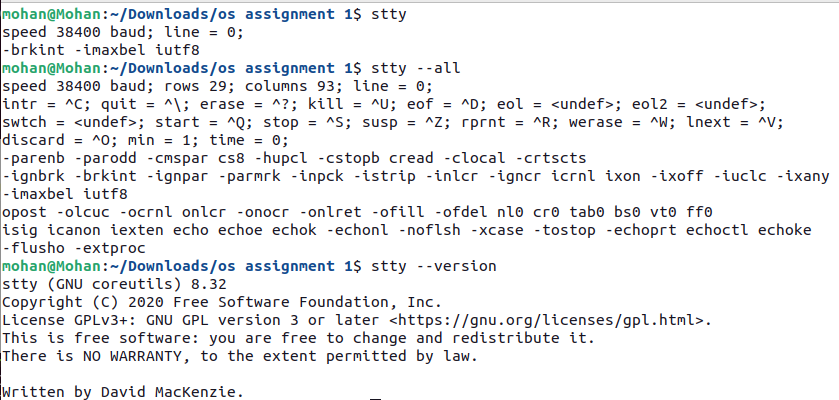 mohan@Mohan:~/Downloads/os assignment 1$ stty
speed 38400 baud; line = 0;
-brkint -imaxbel iutf8
mohan@Mohan:~/Downloads/os assignment 1$ stty --all
speed 38400 baud; rows 29; columns 93; line = 0;
intr = ^C; quit = ^\; erase = ^?; kill = ^U; eof = ^D; eol = <undef>; eol2 = <undef>;
swtch = <undef>; start = ^Q; stop = ^S; susp = ^Z; rprnt = ^R; werase = ^W; lnext = ^V;
discard = ^O; min = 1; time = 0;
-parenb -parodd -cmspar cs8 -hupcl -cstopb cread -clocal -crtscts
-ignbrk -brkint -ignpar -parmrk -inpck -istrip -inlcr -igncr icrnl ixon -ixoff -iuclc -ixany
-imaxbel iutf8
opost -olcuc -ocrnl onlcr -onocr -onlret -ofill -ofdel nl0 cr0 tab0 bs0 vt0 ff0
isig icanon iexten echo echoe echok -echonl -noflsh -xcase -tostop -echoprt echoctl echoke
-flusho -extproc
mohan@Mohan:~/Downloads/os assignment 1$ stty --version
stty (GNU coreutils) 8.32
Copyright (C) 2020 Free Software Foundation, Inc.
License GPLv3+: GNU GPL version 3 or later <https://gnu.org/licenses/gpl.html>.
This is free software: you are free to change and redistribute it.
There is NO WARRANTY, to the extent permitted by law.
Written by David MacKenzie.